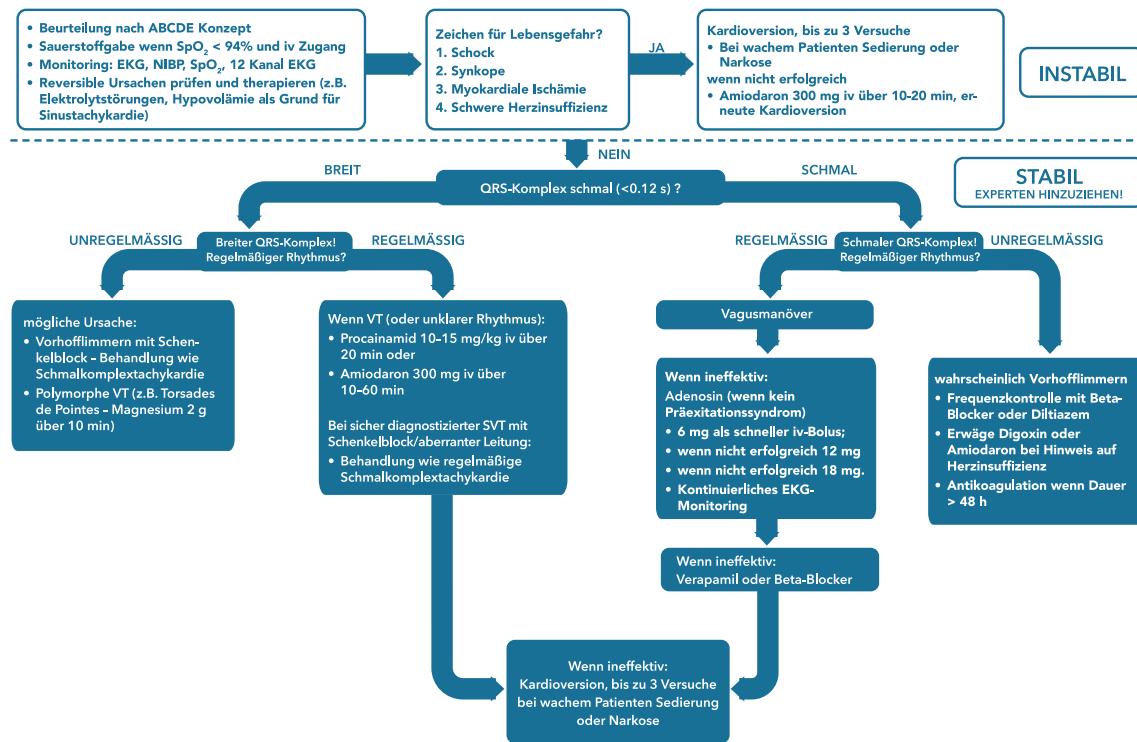 • Beurteilung nach ABCDE Konzept
• Sauerstoffgabe wenn SpO₂ < 94% und iv Zugang
• Monitoring: EKG, NIBP, SpO₂, 12 Kanal EKG
• Reversible Ursachen prüfen und therapieren (z.B.
Elektrolytstörungen, Hypovolämie als Grund für
Sinustachykardie)
Zeichen für Lebensgefahr?
1. Schock
2. Synkope
3. Myokardiale Ischämie
4. Schwere Herzinsuffizienz
JA
Kardioversion, bis zu 3 Versuche
• Bei wachem Patienten Sedierung oder
Narkose
wenn nicht erfolgreich
• Amiodaron 300 mg iv über 10-20 min, er-
neute Kardioversion
INSTABIL
NEIN
BREIT
QRS-Komplex schmal (<0.12 s) ?
SCHMAL
STABIL
EXPERTEN HINZUZIEHEN!
UNREGELMÄSSIG
Breiter QRS-Komplex!
Regelmäßiger Rhythmus?
REGELMÄSSIG
REGELMÄSSIG
Schmaler QRS-Komplex!
Regelmäßiger Rhythmus?
UNREGELMÄSSIG
mögliche Ursache:
• Vorhofflimmern mit Schen-
kelblock – Behandlung wie
Schmalkomplextachykardie
• Polymorphe VT (z.B. Torsades
de Pointes – Magnesium 2 g
über 10 min)
Wenn VT (oder unklarer Rhythmus):
• Procainamid 10–15 mg/kg iv über
20 min oder
• Amiodaron 300 mg iv über
10–60 min
Bei sicher diagnostizierter SVT mit
Schenkelblock/aberranter Leitung:
• Behandlung wie regelmäßige
Schmalkomplextachykardie
Vagusmanöver
Wenn ineffektiv:
Adenosin (wenn kein
Präexitationssyndrom)
• 6 mg als schneller iv-Bolus;
• wenn nicht erfolgreich 12 mg
• wenn nicht erfolgreich 18 mg.
• Kontinuierliches EKG-
Monitoring
wahrscheinlich Vorhofflimmern
• Frequenzkontrolle mit Beta-
Blocker oder Diltiazem
• Erwäge Digoxin oder
Amiodaron bei Hinweis auf
Herzinsuffizienz
• Antikoagulation wenn Dauer
> 48 h
Wenn ineffektiv:
Verapamil oder Beta-Blocker
Wenn ineffektiv:
Kardioversion, bis zu 3 Versuche
bei wachem Patienten Sedierung
oder Narkose